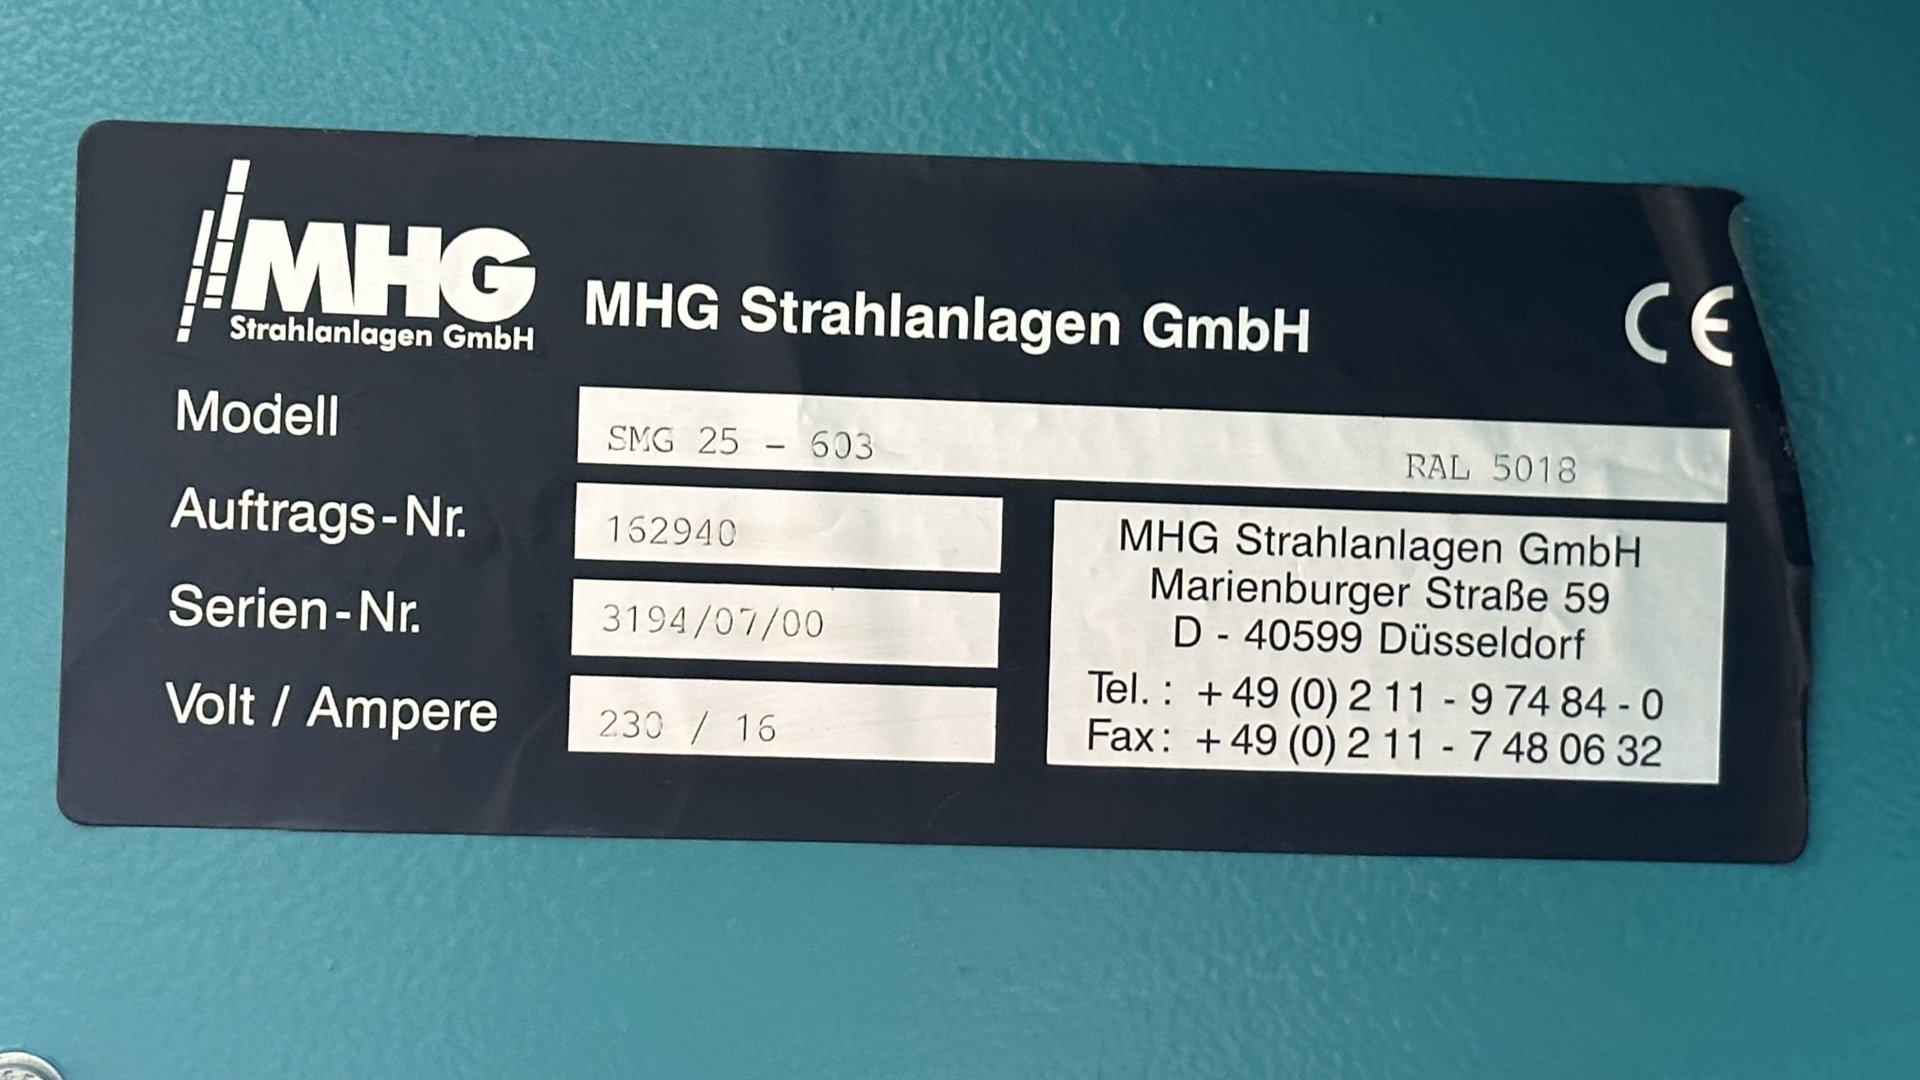 MHG
Strahlanlagen GmbH
MHG Strahlanlagen GmbH
CE
Modell
SMG 25 - 603
RAL 5018
Auftrags-Nr.
162940
Serien-Nr.
3194/07/00
Volt / Ampere
230 / 16
MHG Strahlanlagen GmbH
Marienburger Straße 59
D - 40599 Düsseldorf
Tel. : +49 (0) 2 11 - 9 74 84 - 0
Fax : +49 (0) 2 11 - 7 48 06 32